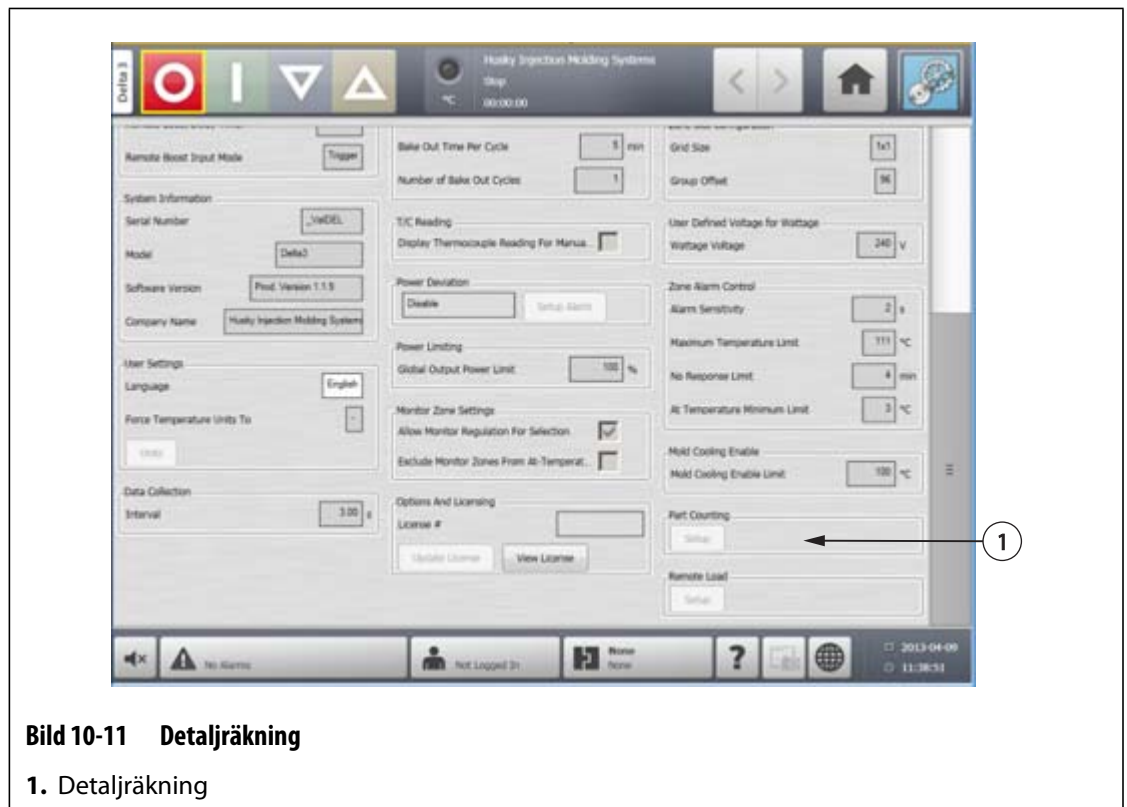 Delta 3
Husky Injection Molding Systems
Stop
°C 00:00:00
Remote Boost Input Mode Trigger
System Information
Serial Number _ValDEL
Model Delta3
Software Version Prod. Version 1.1.5
Company Name Husky Injection Molding Systems
User Settings
Language English
Force Temperature Units To -
Units
Data Collection
Interval 3.00 s
Bake Out Time Per Cycle 5 min
Number of Bake Out Cycles 1
T/C Reading
Display Thermocouple Reading For Manua..
Power Deviation
Disable Setup Alarm
Power Limiting
Global Output Power Limit 100 %
Monitor Zone Settings
Allow Monitor Regulation For Selection
Exclude Monitor Zones From At-Temperat..
Options And Licensing
License #
Update License View License
Grid Size 1x1
Group Offset 96
User Defined Voltage for Wattage
Wattage Voltage 240 V
Zone Alarm Control
Alarm Sensitivity 2 s
Maximum Temperature Limit 111 °C
No Response Limit 4 min
At Temperature Minimum Limit 3 °C
Mold Cooling Enable
Mold Cooling Enable Limit 100 °C
Part Counting
Setup
Remote Load
Setup
1
No Alarms
Not Logged In
None
None
?
2013-04-09
11:38:51
Bild 10-11 Detaljräkning
1. Detaljräkning